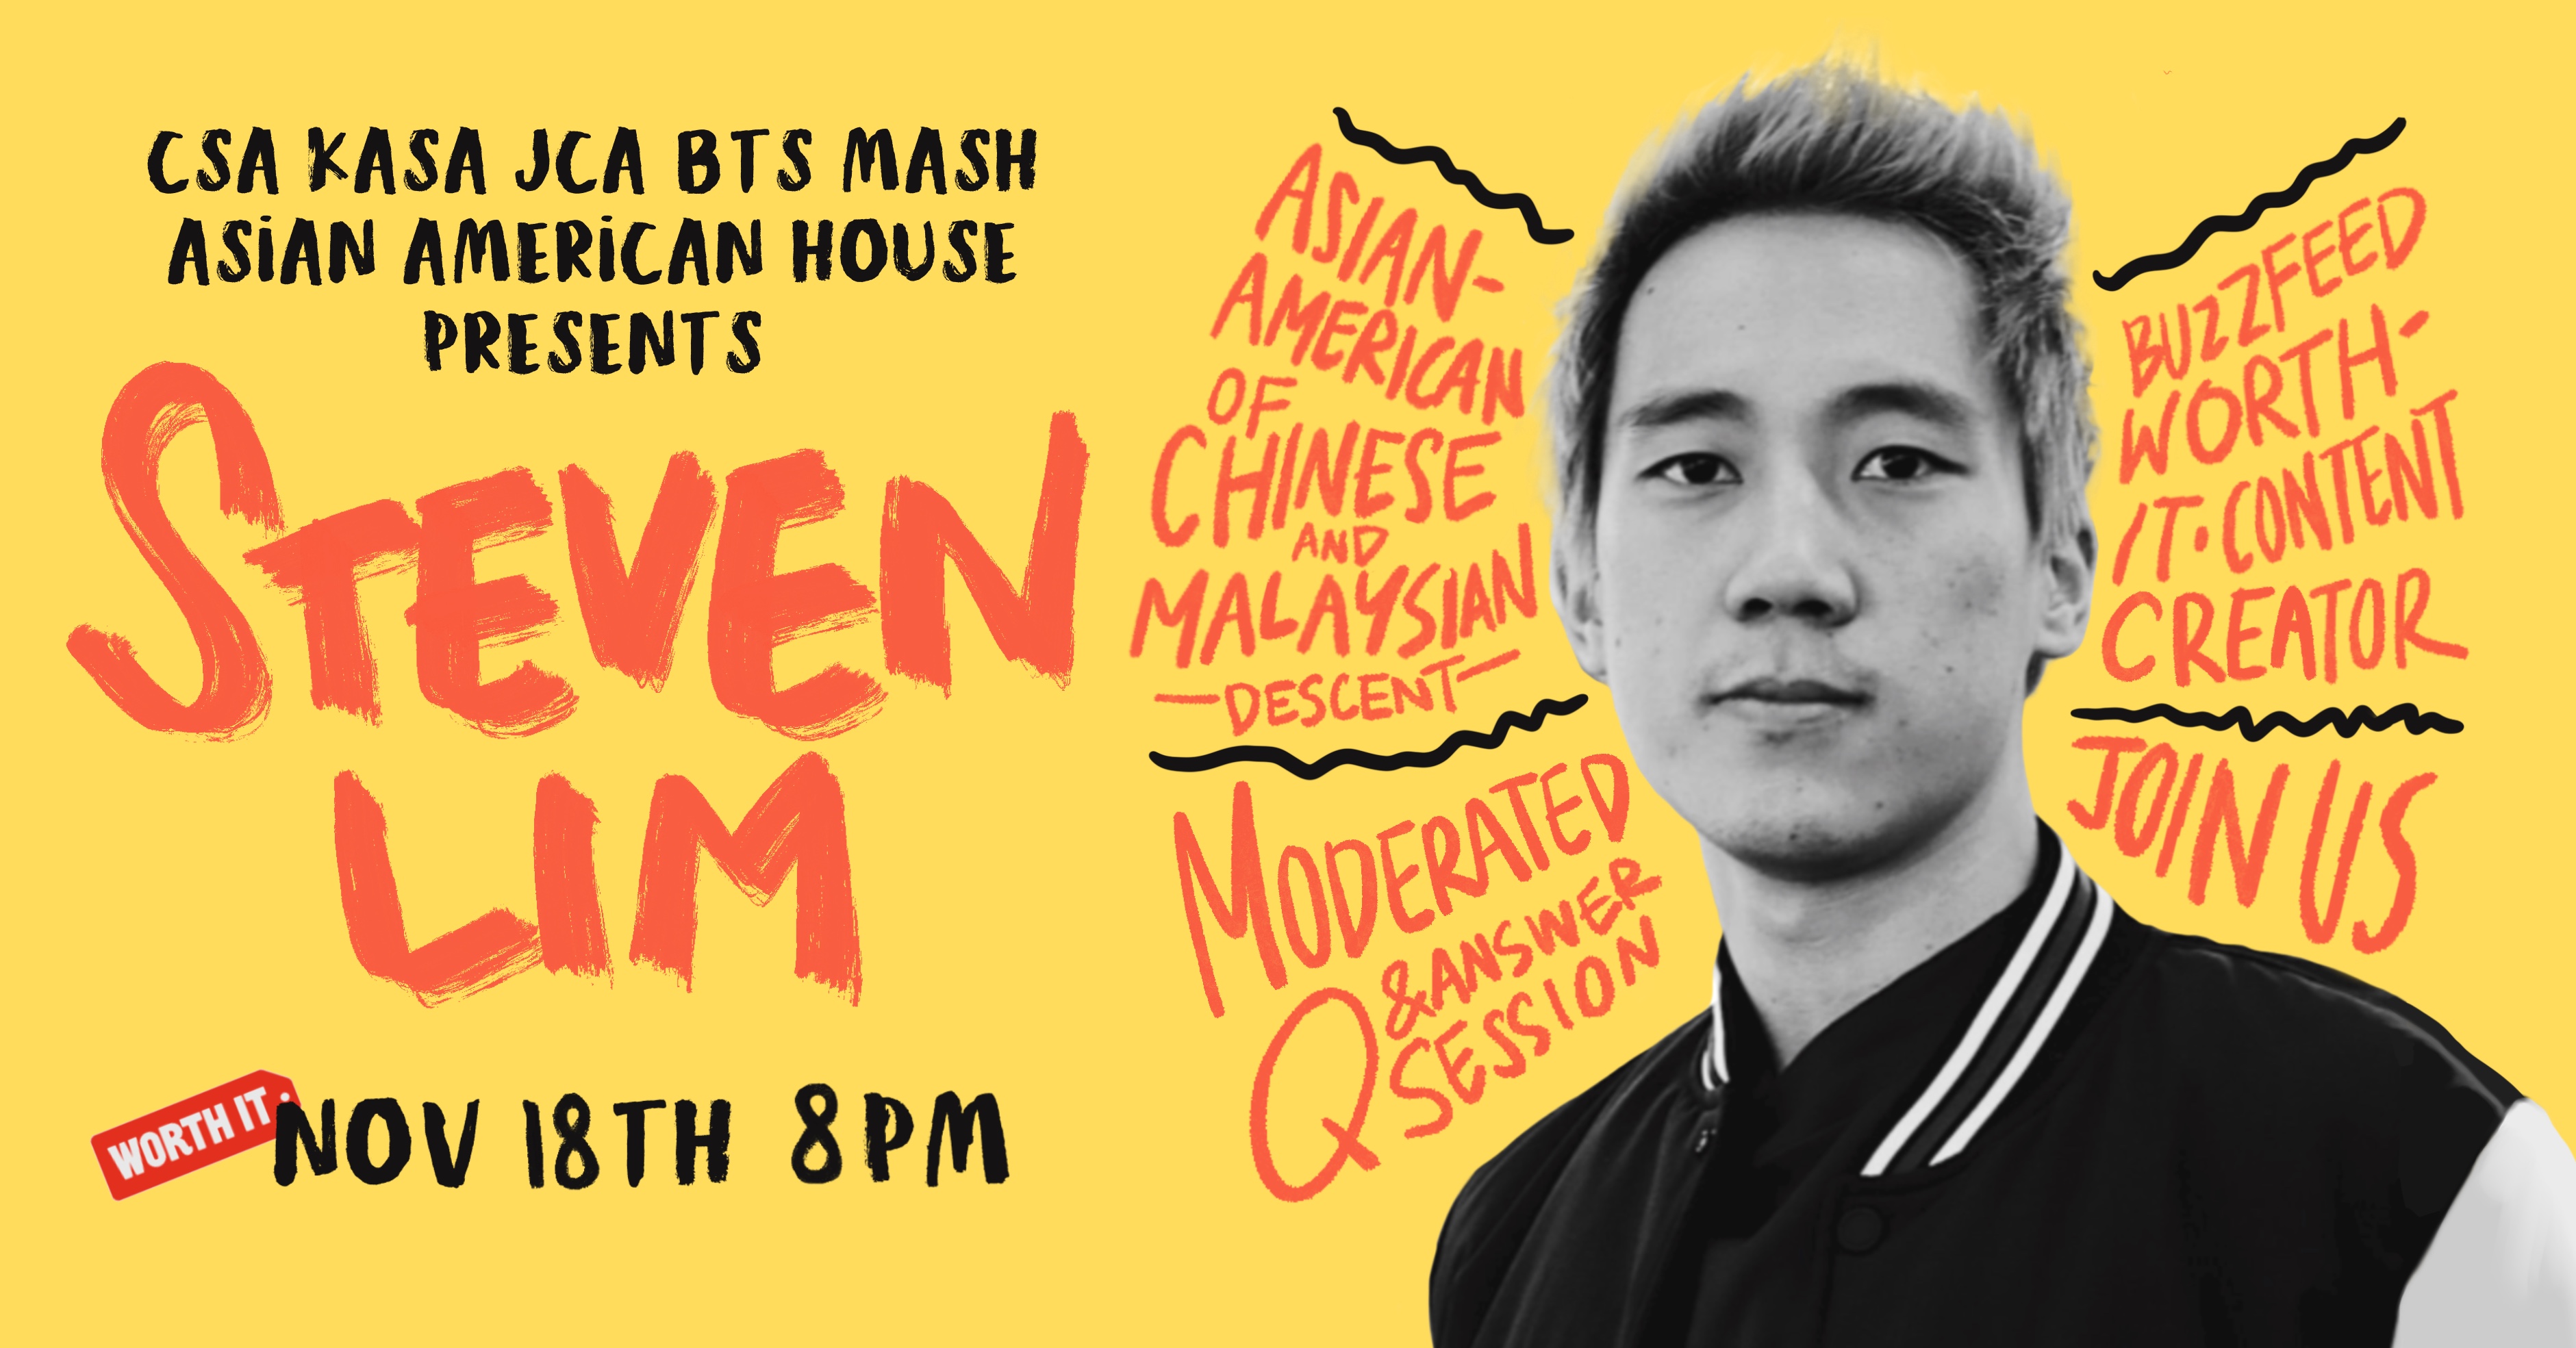 CSA KASA JCA BTS MASH
ASiAN AMERiCAN HOUSE
PRESENTS
STEVEN
LIM
WORTH IT.
NOV 18TH 8PM
ASIAN-
AMERICAN
OF
CHINESE
AND
MALAYSIAN
—DESCENT—
MODERATED
Q &ANSWER
SESSION
BUZZFEED
WORTH-
IT•CONTENT
CREATOR
JOIN US